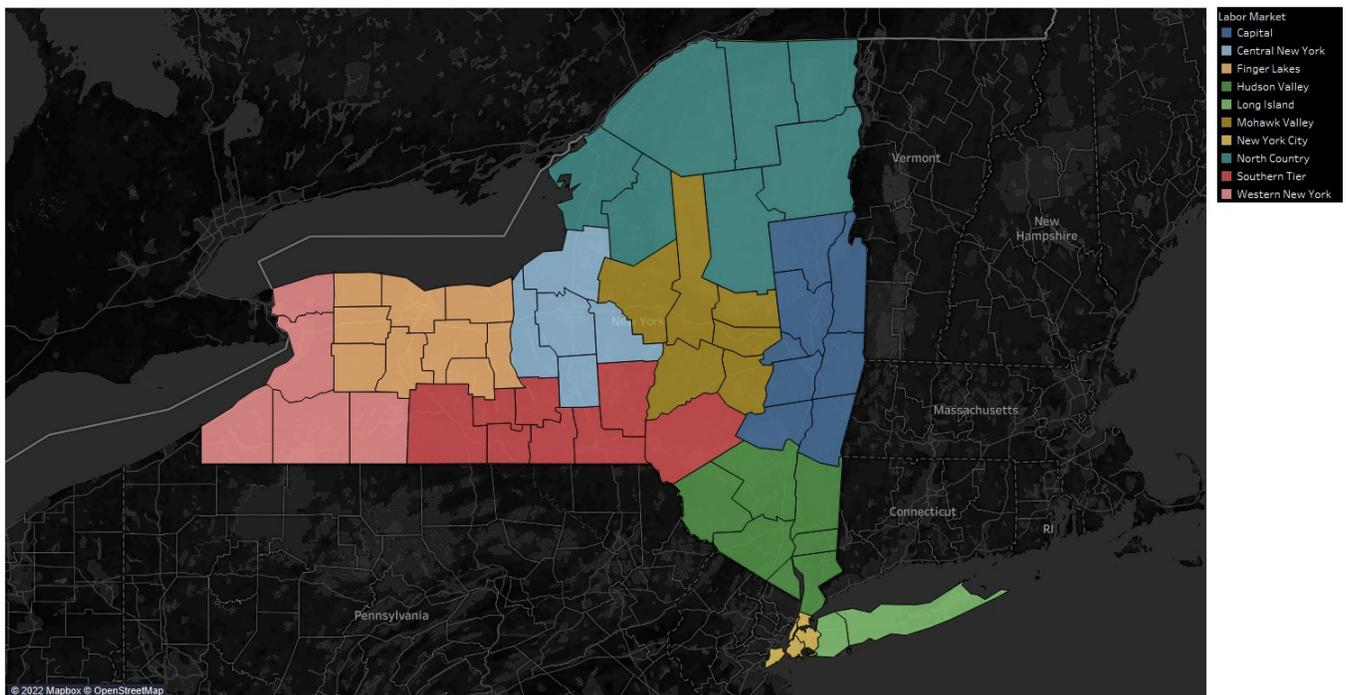 Labor Market
Capital
Central New York
Finger Lakes
Hudson Valley
Long Island
Mohawk Valley
New York City
North Country
Southern Tier
Western New York
Vermont
New
Hampshire
New York
Massachusetts
Connecticut
RI
Pennsylvania
© 2022 Mapbox © OpenStreetMap